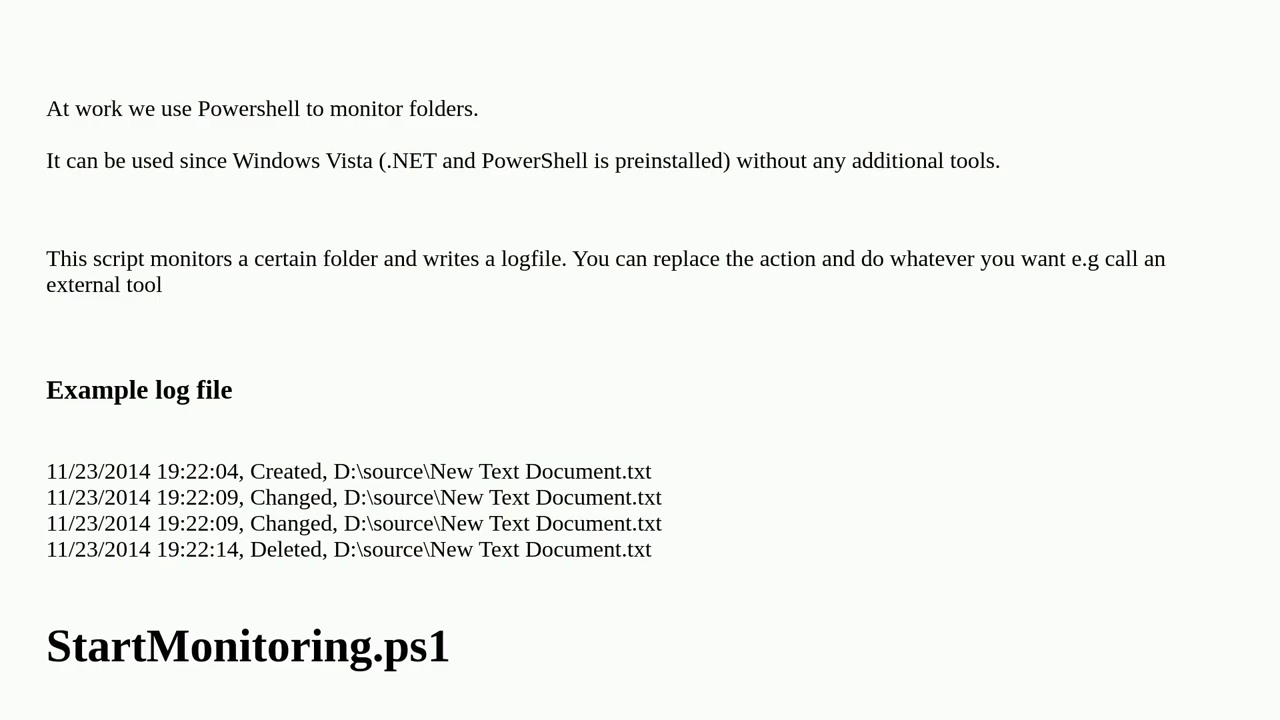 At work we use Powershell to monitor folders.
It can be used since Windows Vista (.NET and PowerShell is preinstalled) without any additional tools.
This script monitors a certain folder and writes a logfile. You can replace the action and do whatever you want e.g call an
external tool
Example log file
11/23/2014 19:22:04, Created, D:\source\New Text Document.txt
11/23/2014 19:22:09, Changed, D:\source\New Text Document.txt
11/23/2014 19:22:09, Changed, D:\source\New Text Document.txt
11/23/2014 19:22:14, Deleted, D:\source\New Text Document.txt
StartMonitoring.ps1